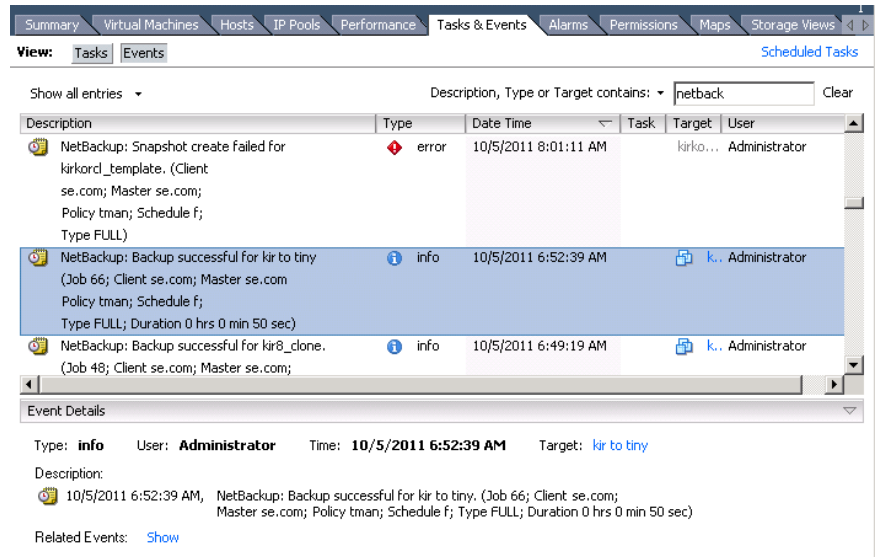 Summary Virtual Machines Hosts IP Pools Performance Tasks & Events Alarms Permissions Maps Storage Views
View: Tasks Events Scheduled Tasks
Show all entries Description, Type or Target contains: netback Clear
Description Type Date Time Task Target User
NetBackup: Snapshot create failed for error 10/5/2011 8:01:11 AM kirko... Administrator
kirkorcl_template. (Client
se.com; Master se.com;
Policy tman; Schedule f;
Type FULL)
NetBackup: Backup successful for kir to tiny info 10/5/2011 6:52:39 AM k.. Administrator
(Job 66; Client se.com; Master se.com
Policy tman; Schedule f;
Type FULL; Duration 0 hrs 0 min 50 sec)
NetBackup: Backup successful for kir8_clone. info 10/5/2011 6:49:19 AM k.. Administrator
(Job 48; Client se.com; Master se.com;
Event Details
Type: info User: Administrator Time: 10/5/2011 6:52:39 AM Target: kir to tiny
Description:
10/5/2011 6:52:39 AM, NetBackup: Backup successful for kir to tiny. (Job 66; Client se.com;
Master se.com; Policy tman; Schedule f; Type FULL; Duration 0 hrs 0 min 50 sec)
Related Events: Show